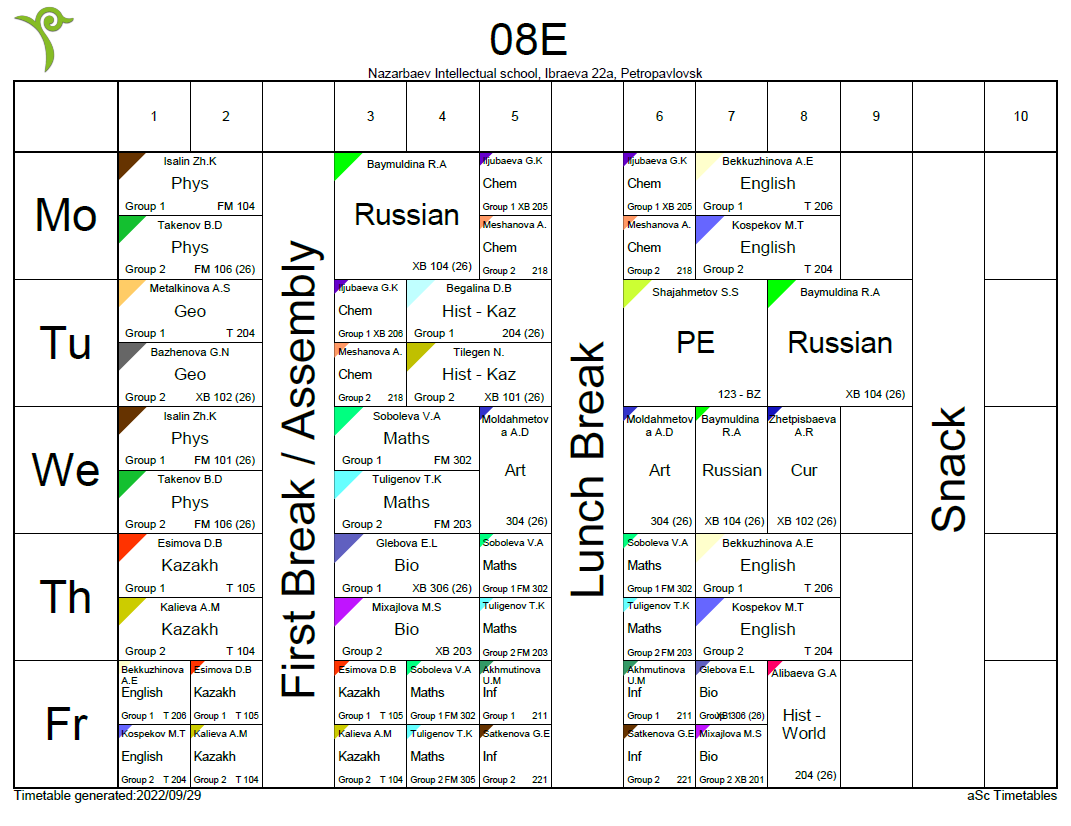 08E
Nazarbaev Intellectual school, Ibraeva 22a, Petropavlovsk
1 2 3 4 5 6 7 8 9 10
First Break / Assembly
Lunch Break
Snack
Mo
Isalin Zh.K
Phys
Group 1 FM 104
Takenov B.D
Phys
Group 2 FM 106 (26)
Baymuldina R.A
Russian
XB 104 (26)
Iljubaeva G.K
Chem
Group 1 XB 205
Meshanova A.
Chem
Group 2 218
Iljubaeva G.K
Chem
Group 1 XB 205
Meshanova A.
Chem
Group 2 218
Bekkuzhinova A.E
English
Group 1 T 206
Kospekov M.T
English
Group 2 T 204
Tu
Metalkinova A.S
Geo
Group 1 T 204
Bazhenova G.N
Geo
Group 2 XB 102 (26)
Iljubaeva G.K
Chem
Group 1 XB 206
Meshanova A.
Chem
Group 2 218
Begalina D.B
Hist - Kaz
Group 1 204 (26)
Tilegen N.
Hist - Kaz
Group 2 XB 101 (26)
Shajahmetov S.S
PE
123 - BZ
Baymuldina R.A
Russian
XB 104 (26)
We
Isalin Zh.K
Phys
Group 1 FM 101 (26)
Takenov B.D
Phys
Group 2 FM 106 (26)
Soboleva V.A
Maths
Group 1 FM 302
Tuligenov T.K
Maths
Group 2 FM 203
Moldahmetov
a A.D
Art
304 (26)
Moldahmetov
a A.D
Art
304 (26)
Baymuldina
R.A
Russian
XB 104 (26)
Zhetpisbaeva
A.R
Cur
XB 102 (26)
Th
Esimova D.B
Kazakh
Group 1 T 105
Kalieva A.M
Kazakh
Group 2 T 104
Glebova E.L
Bio
Group 1 XB 306 (26)
Mixajlova M.S
Bio
Group 2 XB 203
Soboleva V.A
Maths
Group 1 FM 302
Tuligenov T.K
Maths
Group 2 FM 203
Soboleva V.A
Maths
Group 1 FM 302
Tuligenov T.K
Maths
Group 2 FM 203
Bekkuzhinova A.E
English
Group 1 T 206
Kospekov M.T
English
Group 2 T 204
Fr
Bekkuzhinova
A.E
English
Group 1 T 206
Kospekov M.T
English
Group 2 T 204
Esimova D.B
Kazakh
Group 1 T 105
Kalieva A.M
Kazakh
Group 2 T 104
Esimova D.B
Kazakh
Group 1 T 105
Kalieva A.M
Kazakh
Group 2 T 104
Soboleva V.A
Maths
Group 1 FM 302
Tuligenov T.K
Maths
Group 2 FM 305
Akhmutinova
U.M
Inf
Group 1 211
Satkenova G.E
Inf
Group 2 221
Akhmutinova
U.M
Inf
Group 1 211
Satkenova G.E
Inf
Group 2 221
Glebova E.L
Bio
Group 1 XB 306 (26)
Mixajlova M.S
Bio
Group 2 XB 201
Alibaeva G.A
Hist -
World
204 (26)
Timetable generated:2022/09/29
aSc Timetables